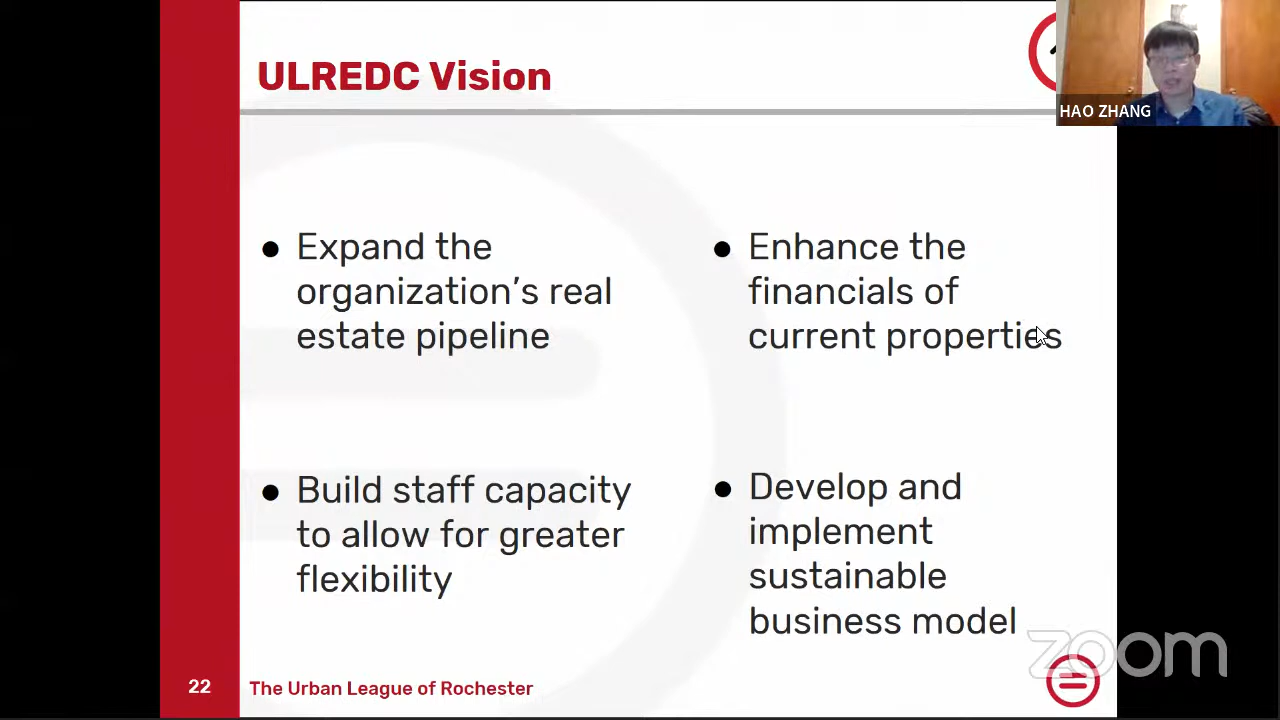 ULREDC Vision
HAO ZHANG
● Expand the
organization's real
estate pipeline
● Enhance the
financials of
current properties
● Build staff capacity
to allow for greater
flexibility
● Develop and
implement
sustainable
business model
zoom
22
The Urban League of Rochester